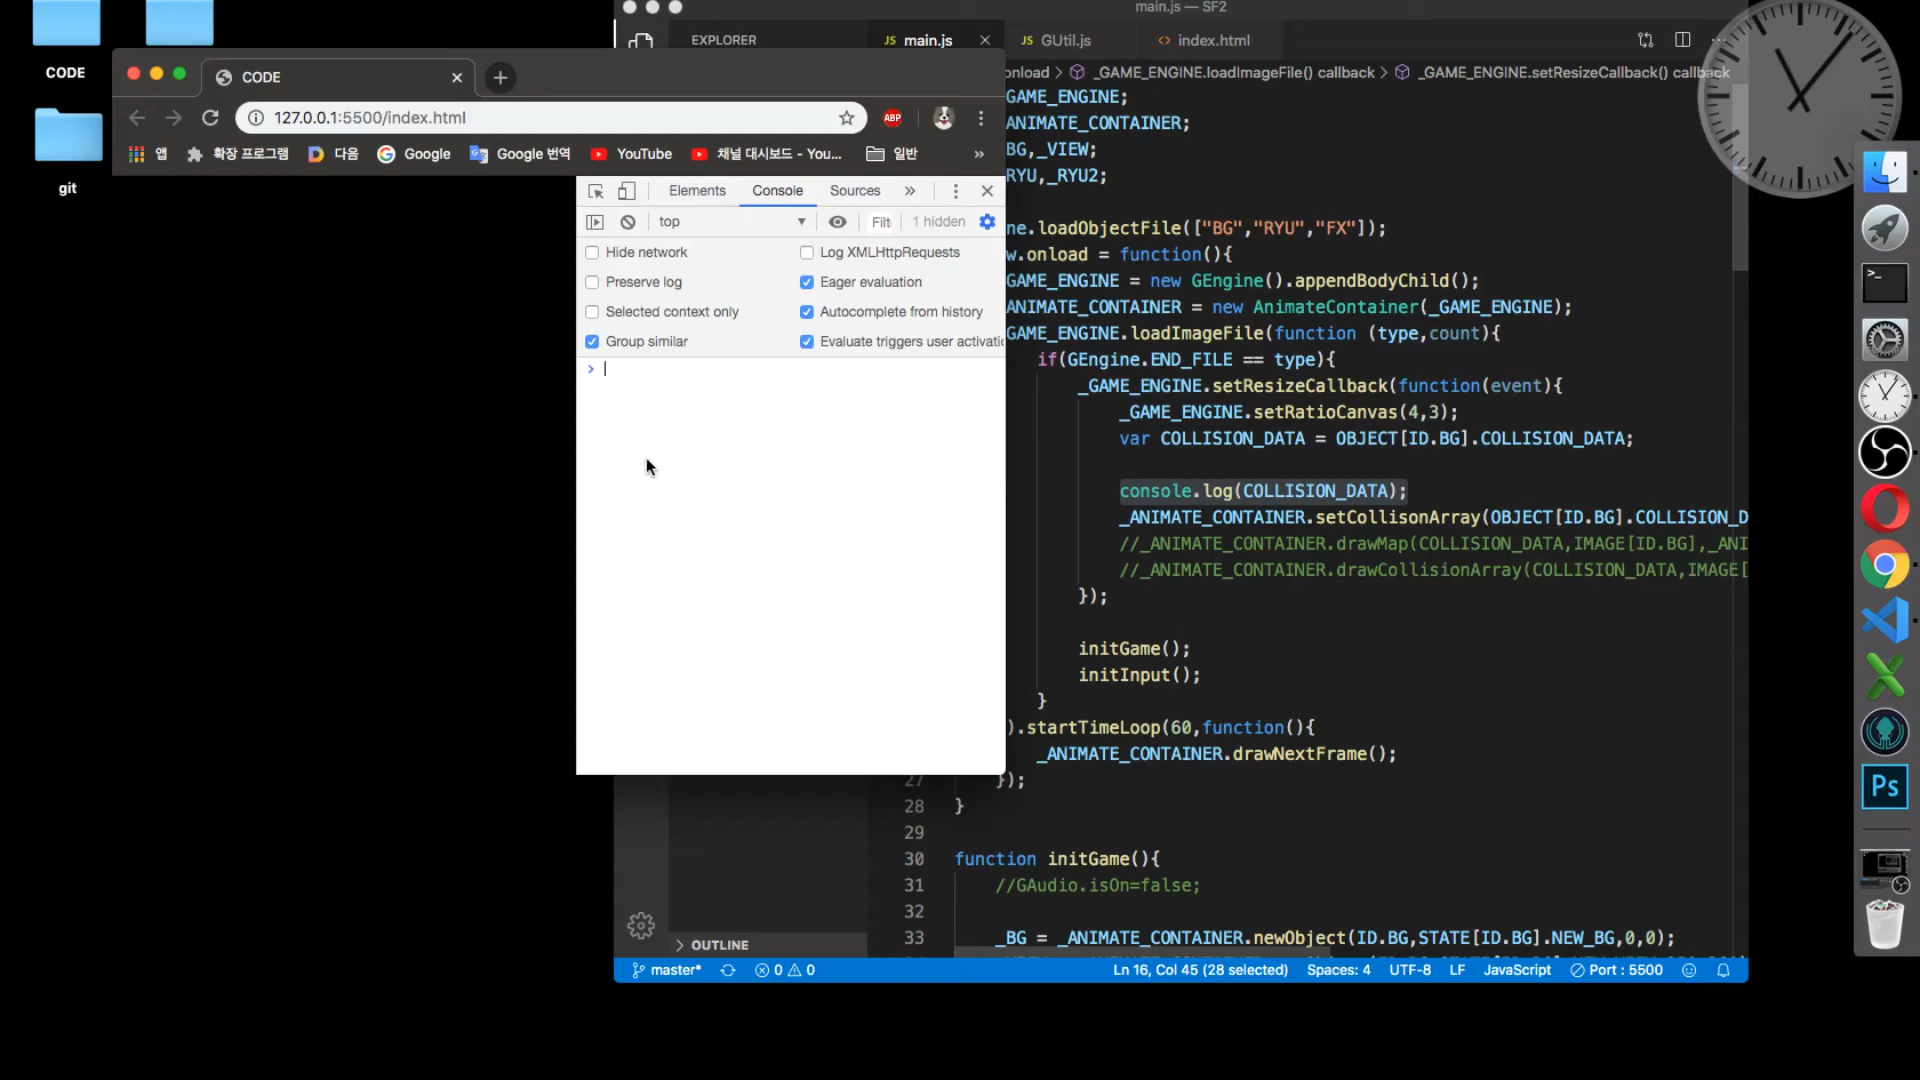 CODE
git
main.js — SF2
EXPLORER
JS main.js
JS GUtil.js
<> index.html
onload > _GAME_ENGINE.loadImageFile() callback > _GAME_ENGINE.setResizeCallback() callback
CODE
127.0.0.1:5500/index.html
ABP
앱
확장 프로그램
다음
Google
Google 번역
YouTube
채널 대시보드 - You...
일반
»
Elements
Console
Sources
»
top
Filt
1 hidden
Hide network
Log XMLHttpRequests
Preserve log
Eager evaluation
Selected context only
Autocomplete from history
Group similar
Evaluate triggers user activati
>
GAME_ENGINE;
ANIMATE_CONTAINER;
BG,_VIEW;
RYU,_RYU2;
ne.loadObjectFile(["BG","RYU","FX"]);
w.onload = function(){
GAME_ENGINE = new GEngine().appendBodyChild();
ANIMATE_CONTAINER = new AnimateContainer(_GAME_ENGINE);
GAME_ENGINE.loadImageFile(function (type,count){
if(GEngine.END_FILE == type){
_GAME_ENGINE.setResizeCallback(function(event){
_GAME_ENGINE.setRatioCanvas(4,3);
var COLLISION_DATA = OBJECT[ID.BG].COLLISION_DATA;
console.log(COLLISION_DATA);
_ANIMATE_CONTAINER.setCollisonArray(OBJECT[ID.BG].COLLISION_D
//_ANIMATE_CONTAINER.drawMap(COLLISION_DATA,IMAGE[ID.BG],_ANI
//_ANIMATE_CONTAINER.drawCollisionArray(COLLISION_DATA,IMAGE[
});
initGame();
initInput();
}
).startTimeLoop(60,function(){
_ANIMATE_CONTAINER.drawNextFrame();
27 });
28 }
29
30 function initGame(){
31 //GAudio.isOn=false;
32
33 _BG = _ANIMATE_CONTAINER.newObject(ID.BG,STATE[ID.BG].NEW_BG,0,0);
> OUTLINE
master*
0
0
Ln 16, Col 45 (28 selected)
Spaces: 4
UTF-8
LF
JavaScript
Port : 5500
Ps